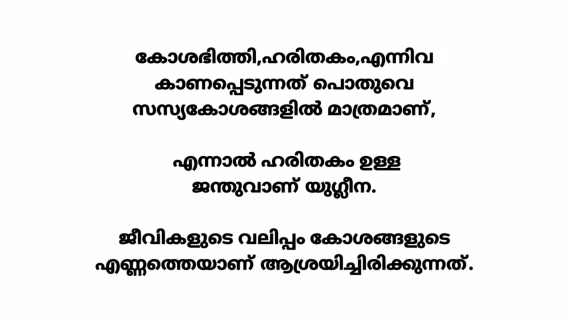 കോശഭിത്തി,ഹരിതകം,എന്നിവ
കാണപ്പെടുന്നത് പൊതുവെ
സസ്യകോശങ്ങളിൽ മാത്രമാണ്,
എന്നാൽ ഹരിതകം ഉള്ള
ജന്തുവാണ് യുഗ്ലീന.
ജീവികളുടെ വലിപ്പം കോശങ്ങളുടെ
എണ്ണത്തെയാണ് ആശ്രയിച്ചിരിക്കുന്നത്.